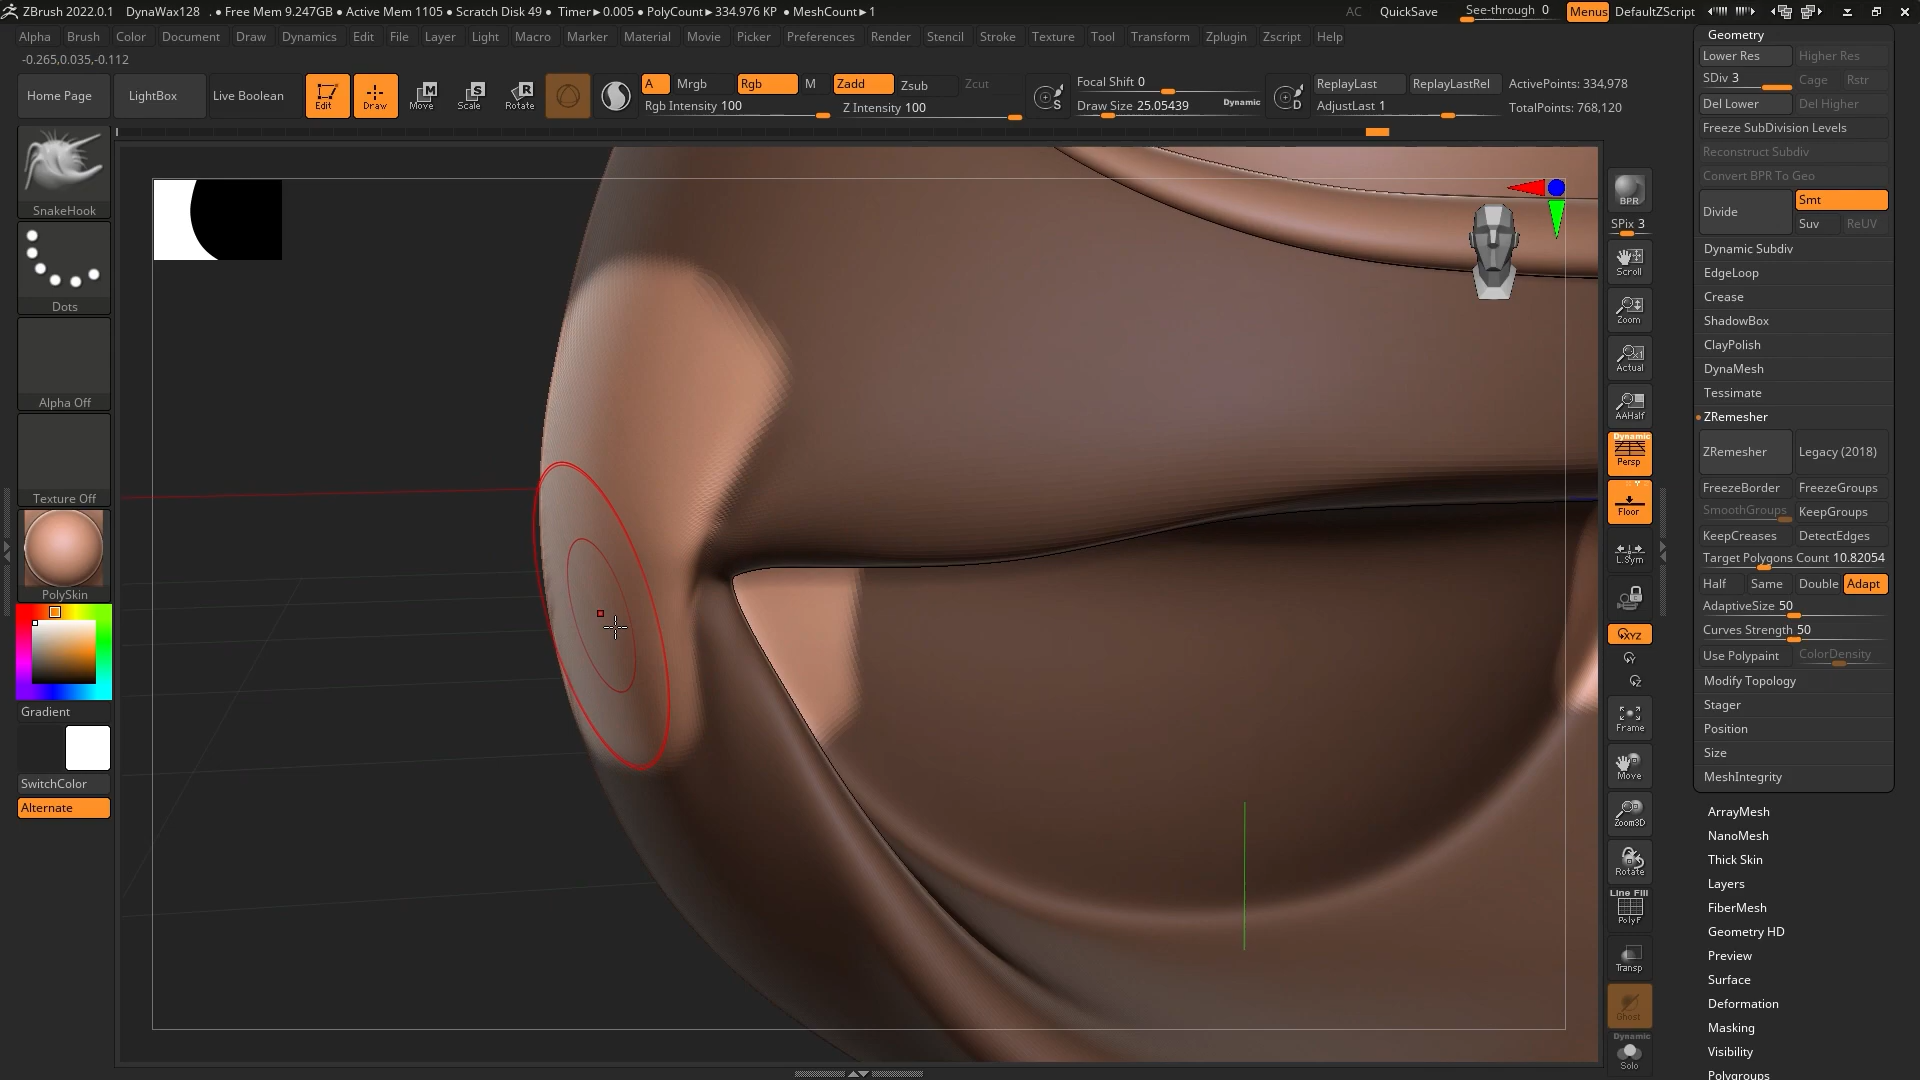 ZBrush 2022.0.1 DynaWax128 . ● Free Mem 9.247GB ● Active Mem 1105 ● Scratch Disk 49 ● Timer►0.005 ● PolyCount►334.976 KP ● MeshCount►1 AC QuickSave See-through 0 Menus DefaultZScript
Alpha Brush Color Document Draw Dynamics Edit File Layer Light Macro Marker Material Movie Picker Preferences Render Stencil Stroke Texture Tool Transform Zplugin Zscript Help
-0.265,0.035,-0.112
Home Page LightBox Live Boolean Edit Draw Move Scale Rotate
M S R
A Mrgb Rgb M Zadd Zsub Zcut
Rgb Intensity 100 Z Intensity 100
S Focal Shift 0
Draw Size 25.05439 Dynamic
D ReplayLast ReplayLastRel
AdjustLast 1
ActivePoints: 334,978
TotalPoints: 768,120
SnakeHook
Dots
Alpha Off
Texture Off
PolySkin
Gradient
SwitchColor
Alternate
BPR
SPix 3
Scroll
Zoom
Actual
AAHalf
Dynamic
Persp
Floor
L.Sym
XYZ
Y
Z
Frame
Move
Zoom3D
Rotate
Line Fill
PolyF
Transp
Ghost
Dynamic
Solo
Geometry
Lower Res Higher Res
SDiv 3 Cage Rstr
Del Lower Del Higher
Freeze SubDivision Levels
Reconstruct Subdiv
Convert BPR To Geo
Divide Smt
Suv ReUV
Dynamic Subdiv
EdgeLoop
Crease
ShadowBox
ClayPolish
DynaMesh
Tessimate
ZRemesher
ZRemesher Legacy (2018)
FreezeBorder FreezeGroups
SmoothGroups KeepGroups
KeepCreases DetectEdges
Target Polygons Count 10.82054
Half Same Double Adapt
AdaptiveSize 50
Curves Strength 50
Use Polypaint ColorDensity
Modify Topology
Stager
Position
Size
MeshIntegrity
ArrayMesh
NanoMesh
Thick Skin
Layers
FiberMesh
Geometry HD
Preview
Surface
Deformation
Masking
Visibility
Polygroups